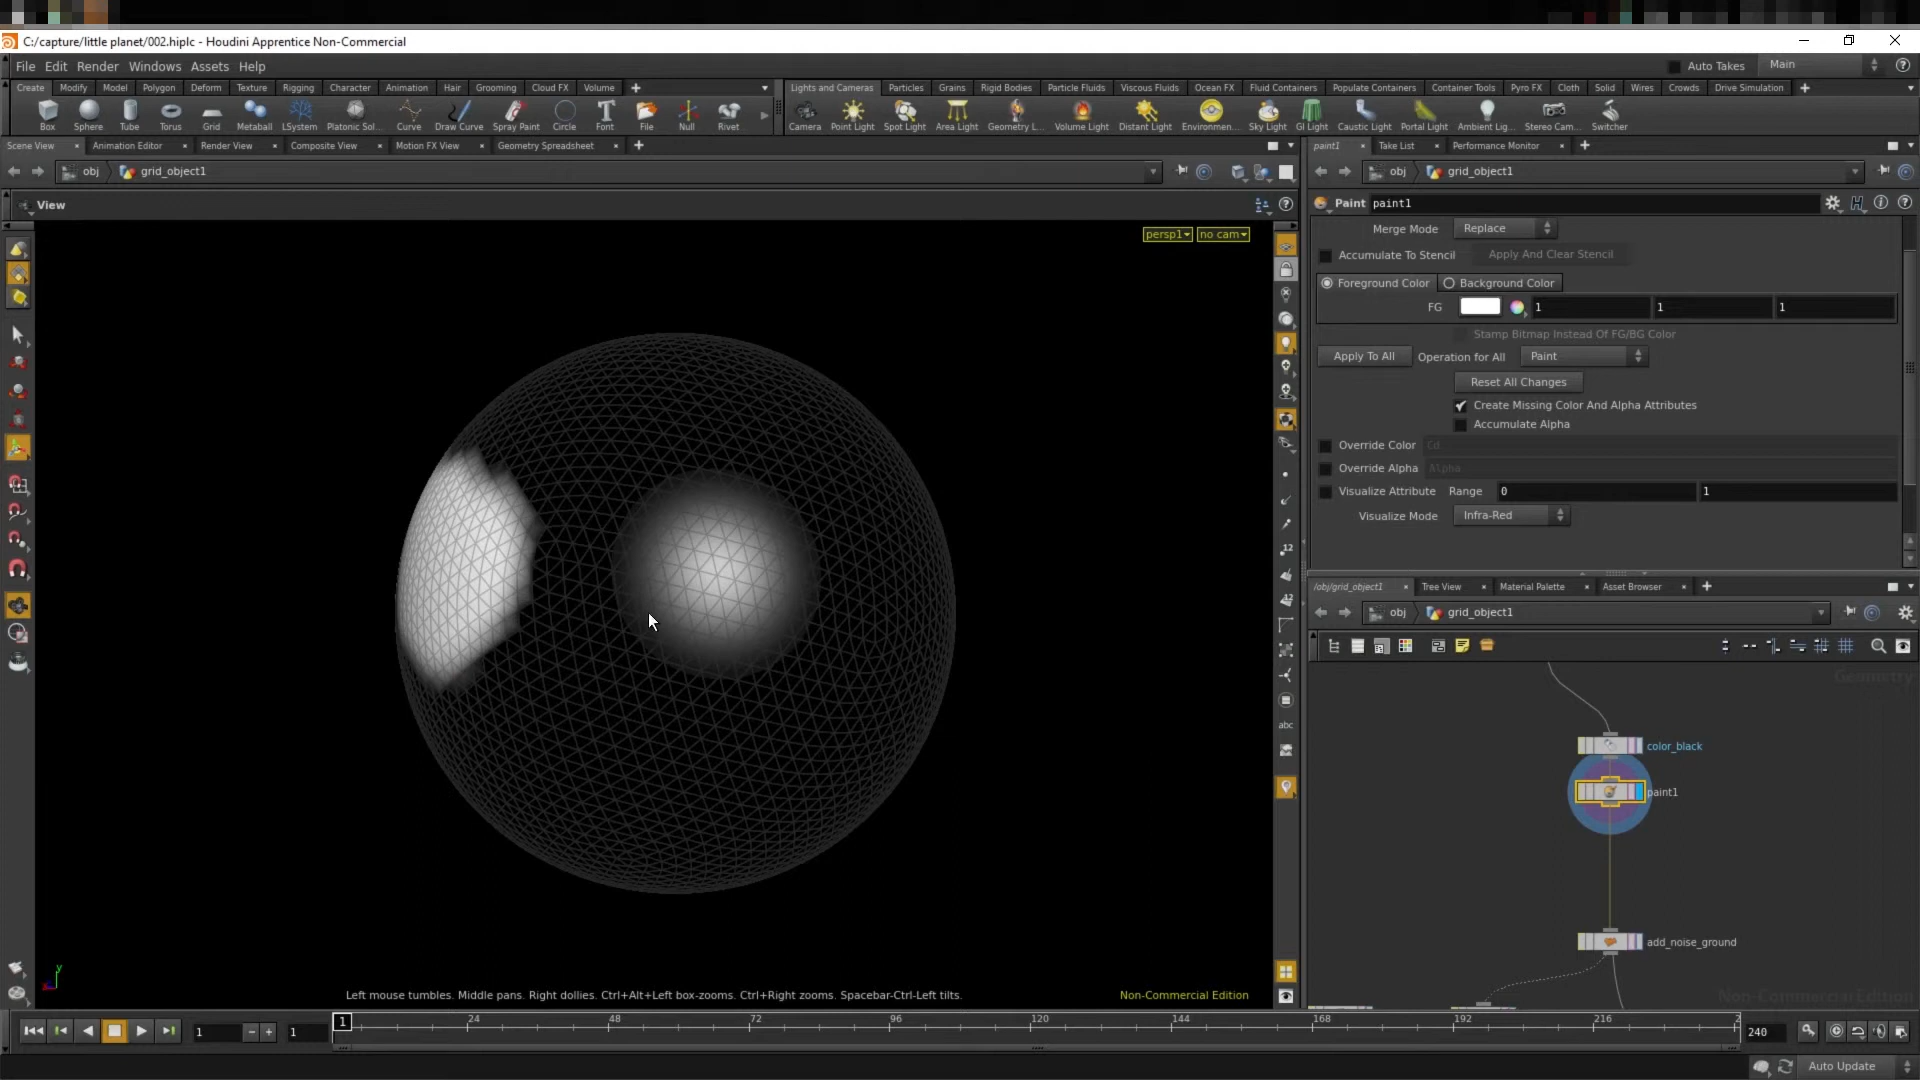 C:/capture/little planet/002.hiplc - Houdini Apprentice Non-Commercial
File Edit Render Windows Assets Help
Auto Takes Main
Create Modify Model Polygon Deform Texture Rigging Character Animation Hair Grooming Cloud FX Volume
Lights and Cameras Particles Grains Rigid Bodies Particle Fluids Viscous Fluids Ocean FX Fluid Containers Populate Containers Container Tools Pyro FX Cloth Solid Wires Crowds Drive Simulation
Box Sphere Tube Torus Grid Metaball LSystem Platonic Sol... Curve Draw Curve Spray Paint Circle Font File Null Rivet
Camera Point Light Spot Light Area Light Geometry L... Volume Light Distant Light Environmen... Sky Light GI Light Caustic Light Portal Light Ambient Lig... Stereo Cam... Switcher
Scene View Animation Editor Render View Composite View Motion FX View Geometry Spreadsheet
paint1 Take List Performance Monitor
obj grid_object1
obj grid_object1
View
persp1 no cam
Paint paint1
Merge Mode Replace
Accumulate To Stencil Apply And Clear Stencil
Foreground Color Background Color
FG 1 1 1
Stamp Bitmap Instead Of FG/BG Color
Apply To All Operation for All Paint
Reset All Changes
Create Missing Color And Alpha Attributes
Accumulate Alpha
Override Color Cd
Override Alpha Alpha
Visualize Attribute Range 0 1
Visualize Mode Infra-Red
12
12
abc
/obj/grid_object1 Tree View Material Palette Asset Browser
obj grid_object1
Geometry
color_black
paint1
add_noise_ground
Non-Commercial Edition
y
Left mouse tumbles. Middle pans. Right dollies. Ctrl+Alt+Left box-zooms. Ctrl+Right zooms. Spacebar-Ctrl-Left tilts.
Non-Commercial Edition
1 1 1 24 48 72 96 120 144 168 192 216 2 240
Auto Update